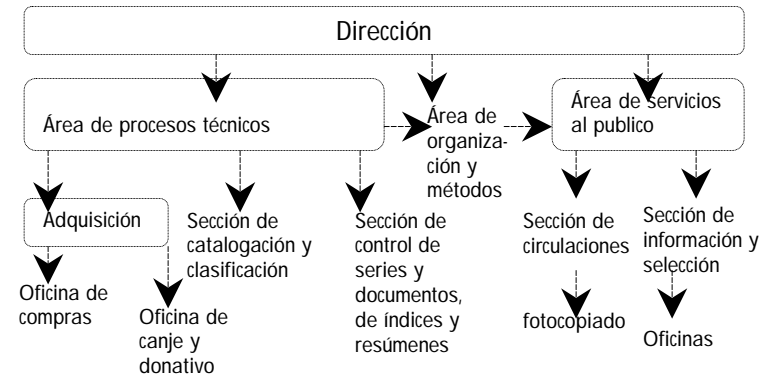 Dirección
Área de procesos técnicos
Área de
organiza-
ción y
métodos
Área de servicios
al publico
Adquisición
Sección de
catalogación y
clasificación
Sección de
control de
series y
documentos,
de índices y
resúmenes
Sección de
circulaciones
Sección de
información y
selección
Oficina de
compras
Oficina de
canje y
donativo
fotocopiado
Oficinas